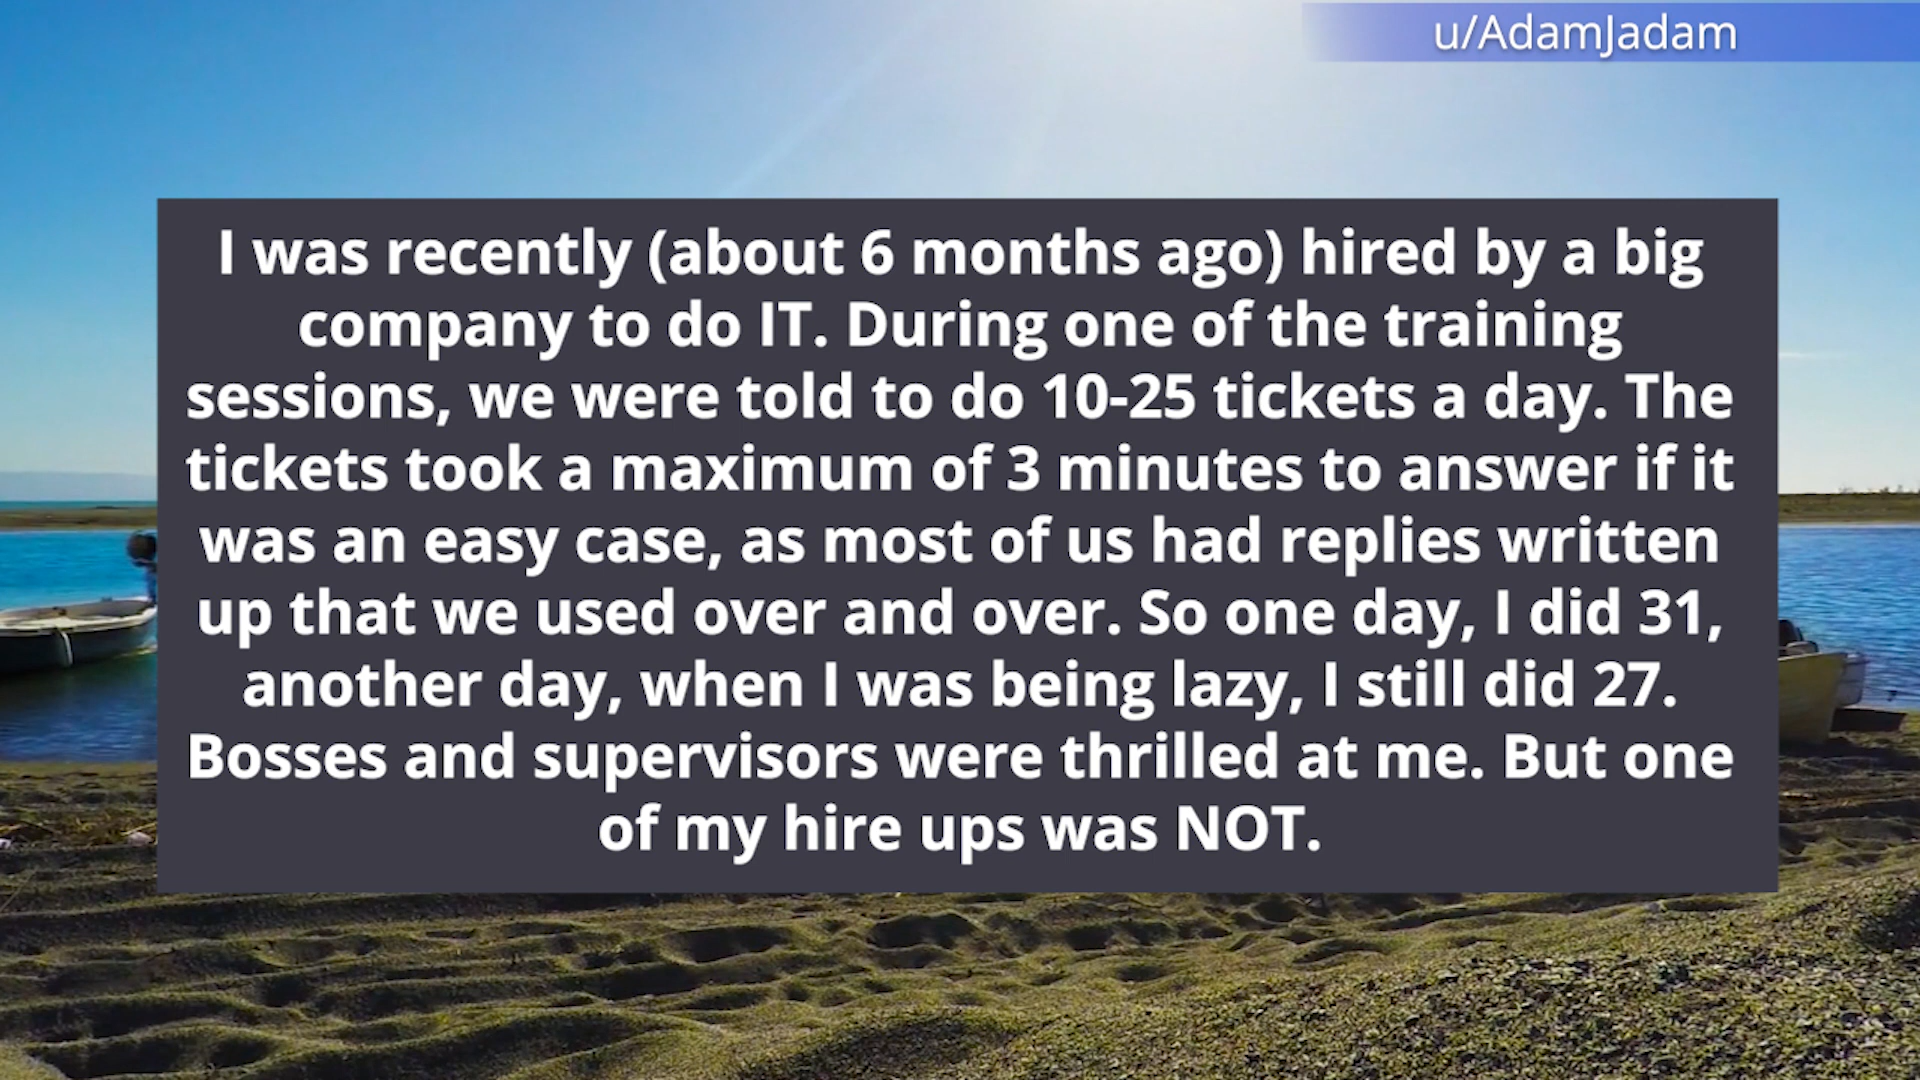 u/AdamJadam
I was recently (about 6 months ago) hired by a big
company to do IT. During one of the training
sessions, we were told to do 10-25 tickets a day. The
tickets took a maximum of 3 minutes to answer if it
was an easy case, as most of us had replies written
up that we used over and over. So one day, I did 31,
another day, when I was being lazy, I still did 27.
Bosses and supervisors were thrilled at me. But one
of my hire ups was NOT.